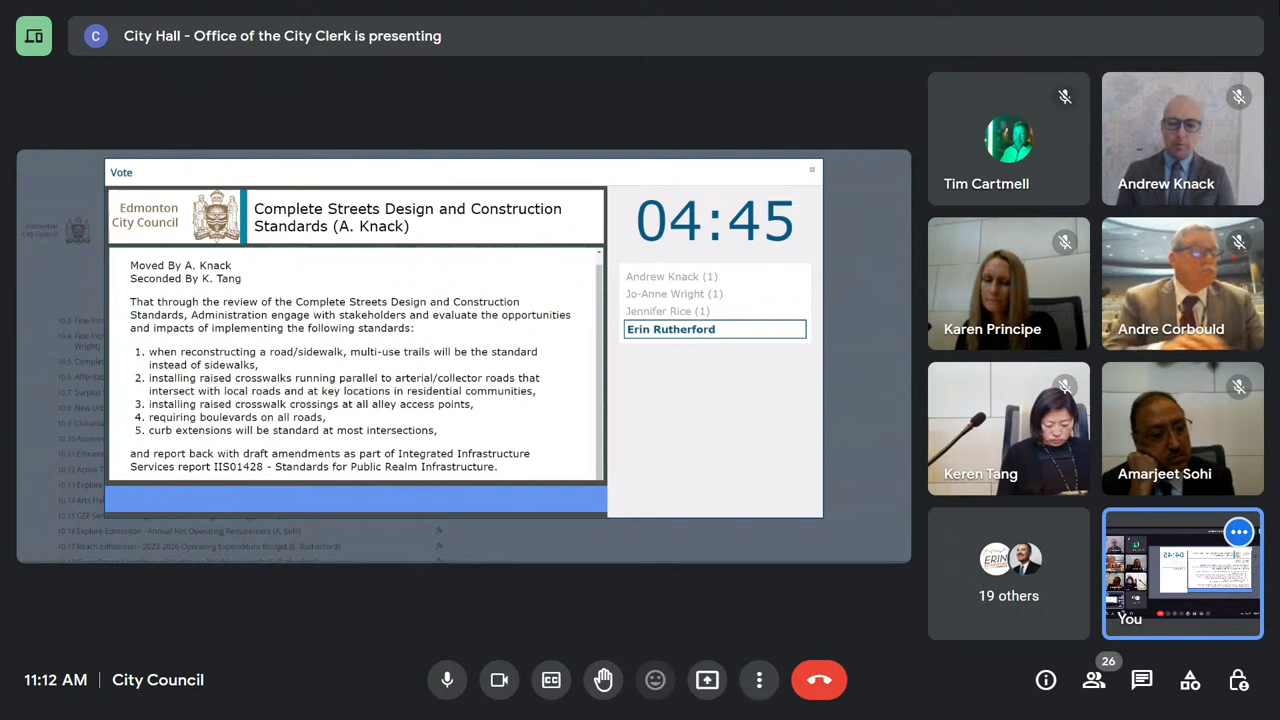 City Hall - Office of the City Clerk is presenting
C
Vote
Edmonton
City Council
Complete Streets Design and Construction
Standards (A. Knack)
Moved By A. Knack
Seconded By K. Tang
That through the review of the Complete Streets Design and Construction
Standards, Administration engage with stakeholders and evaluate the opportunities
and impacts of implementing the following standards:
1. when reconstructing a road/sidewalk, multi-use trails will be the standard
instead of sidewalks,
2. installing raised crosswalks running parallel to arterial/collector roads that
intersect with local roads and at key locations in residential communities,
3. installing raised crosswalk crossings at all alley access points,
4. requiring boulevards on all roads,
5. curb extensions will be standard at most intersections,
and report back with draft amendments as part of Integrated Infrastructure
Services report IIS01428 - Standards for Public Realm Infrastructure.
04:45
Andrew Knack (1)
Jo-Anne Wright (1)
Jennifer Rice (1)
Erin Rutherford
Edmonton
City Council
10.16 Explore Edmonton - Annual Net Operating Requirement (A. Sohi)
10.17 Reach Edmonton - 2023-2026 Operating Expenditure Budget (E. Rutherford)
Tim Cartmell
Andrew Knack
Karen Principe
Andre Corbould
Keren Tang
Amarjeet Sohi
ERIN
19 others
04:45
You
11:12 AM
City Council
26